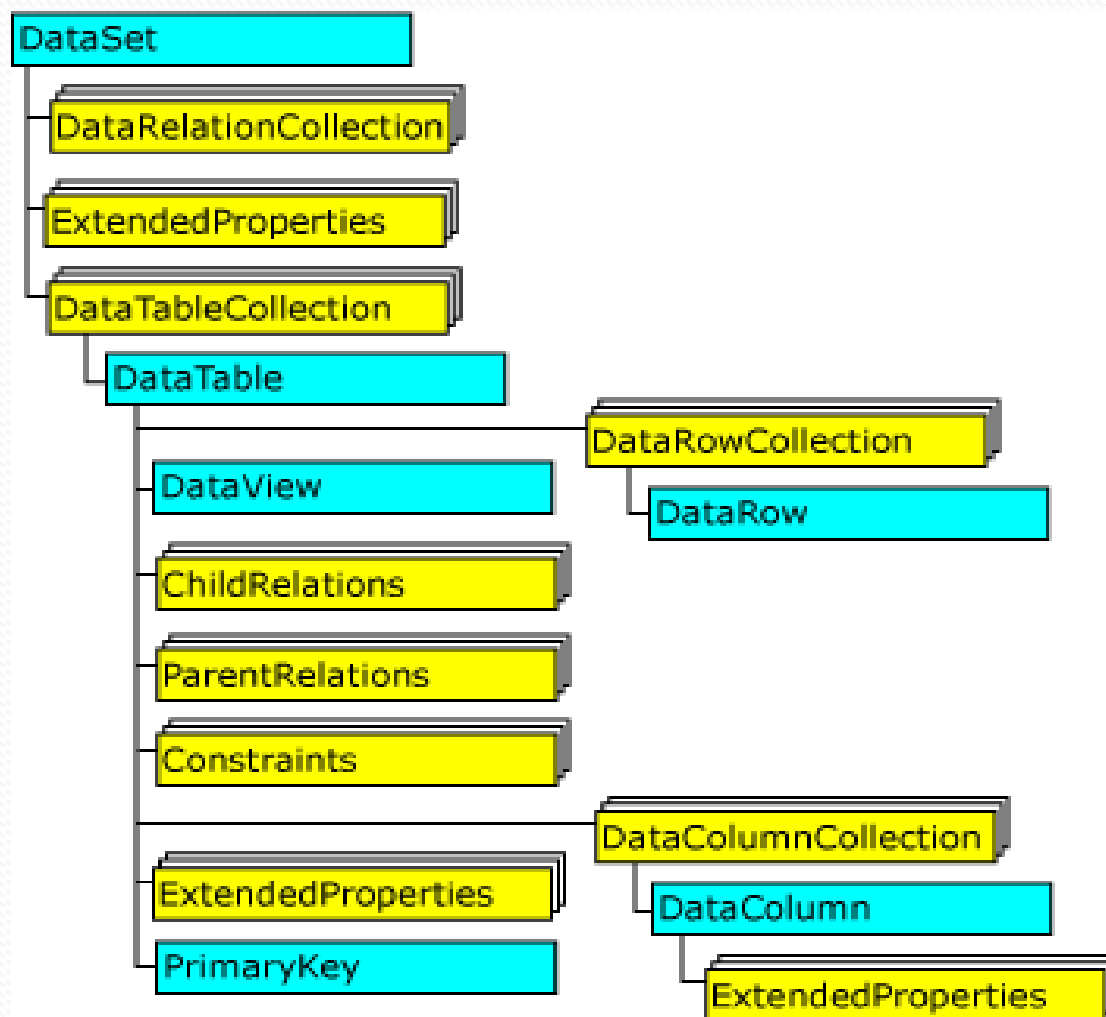 DataSet
DataRelationCollection
ExtendedProperties
DataTableCollection
DataTable
DataRowCollection
DataView
DataRow
ChildRelations
ParentRelations
Constraints
DataColumnCollection
ExtendedProperties
DataColumn
PrimaryKey
ExtendedProperties